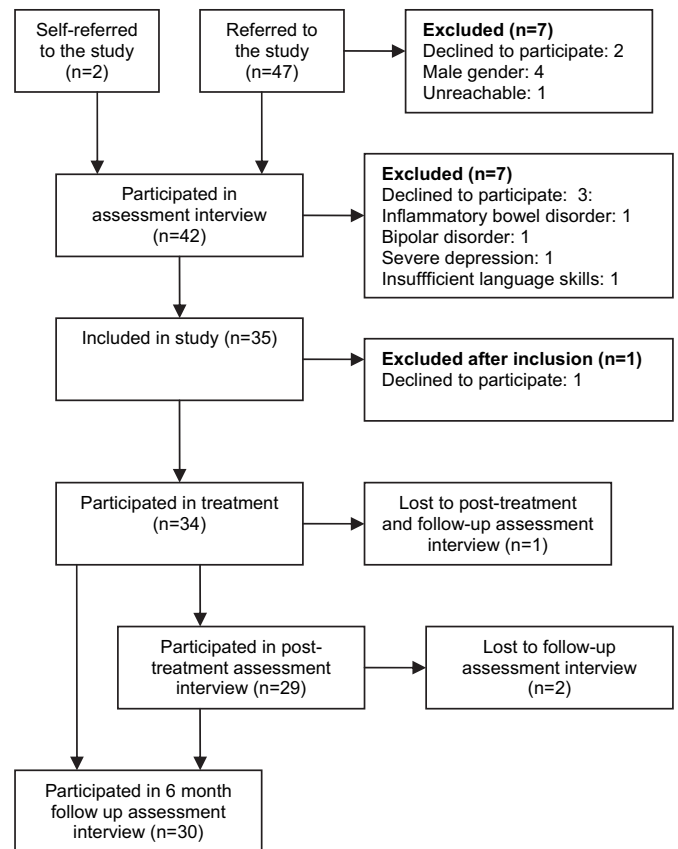 Self-referred
to the study
(n=2)
Referred to
the study
(n=47)
Excluded (n=7)
Declined to participate: 2
Male gender: 4
Unreachable: 1
Participated in
assessment interview
(n=42)
Excluded (n=7)
Declined to participate:  3:
Inflammatory bowel disorder: 1
Bipolar disorder: 1
Severe depression: 1
Insuffficient language skills: 1
Included in study (n=35)
Excluded after inclusion (n=1)
Declined to participate: 1
Participated in treatment
(n=34)
Lost to post-treatment
and follow-up assessment
interview (n=1)
Participated in post-
treatment assessment
interview (n=29)
Lost to follow-up
assessment interview
(n=2)
Participated in 6 month
follow up assessment
interview (n=30)